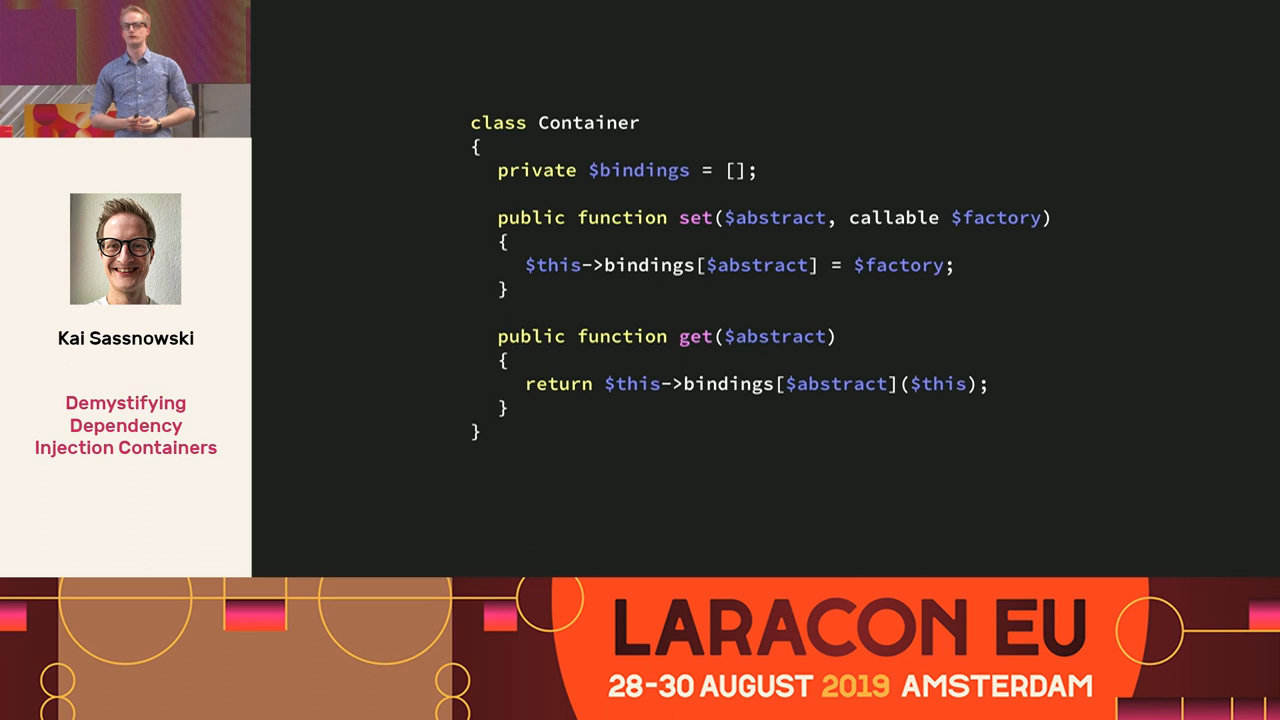 Kai Sassnowski
Demystifying
Dependency
Injection Containers
class Container
{
private $bindings = [];
public function set($abstract, callable $factory)
{
$this->bindings[$abstract] = $factory;
}
public function get($abstract)
{
return $this->bindings[$abstract]($this);
}
}
LARACON EU
28-30 AUGUST 2019 AMSTERDAM